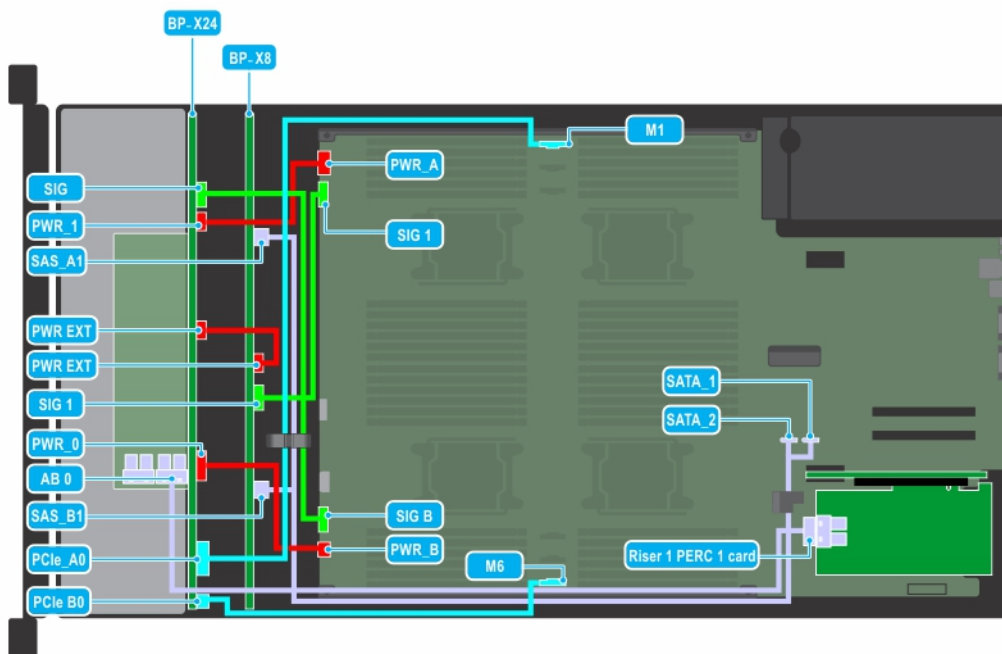 BP-X24
BP-X8
M1
PWR_A
SIG
PWR_1
SIG 1
SAS_A1
PWR EXT
PWR EXT
SATA_1
SIG 1
SATA_2
PWR_0
AB 0
SAS_B1
SIG B
PWR_B
Riser 1 PERC 1 card
PCIe_A0
M6
PCIe B0